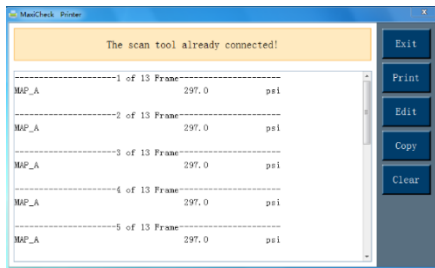 MaxiCheck Printer
The scan tool already connected!
Exit
Print
Edit
Copy
Clear
-----------------------1 of 13 Frame-----------------------
MAP_A 297.0 psi
-----------------------2 of 13 Frame-----------------------
MAP_A 297.0 psi
-----------------------3 of 13 Frame-----------------------
MAP_A 297.0 psi
-----------------------4 of 13 Frame-----------------------
MAP_A 297.0 psi
-----------------------5 of 13 Frame-----------------------
MAP_A 297.0 psi